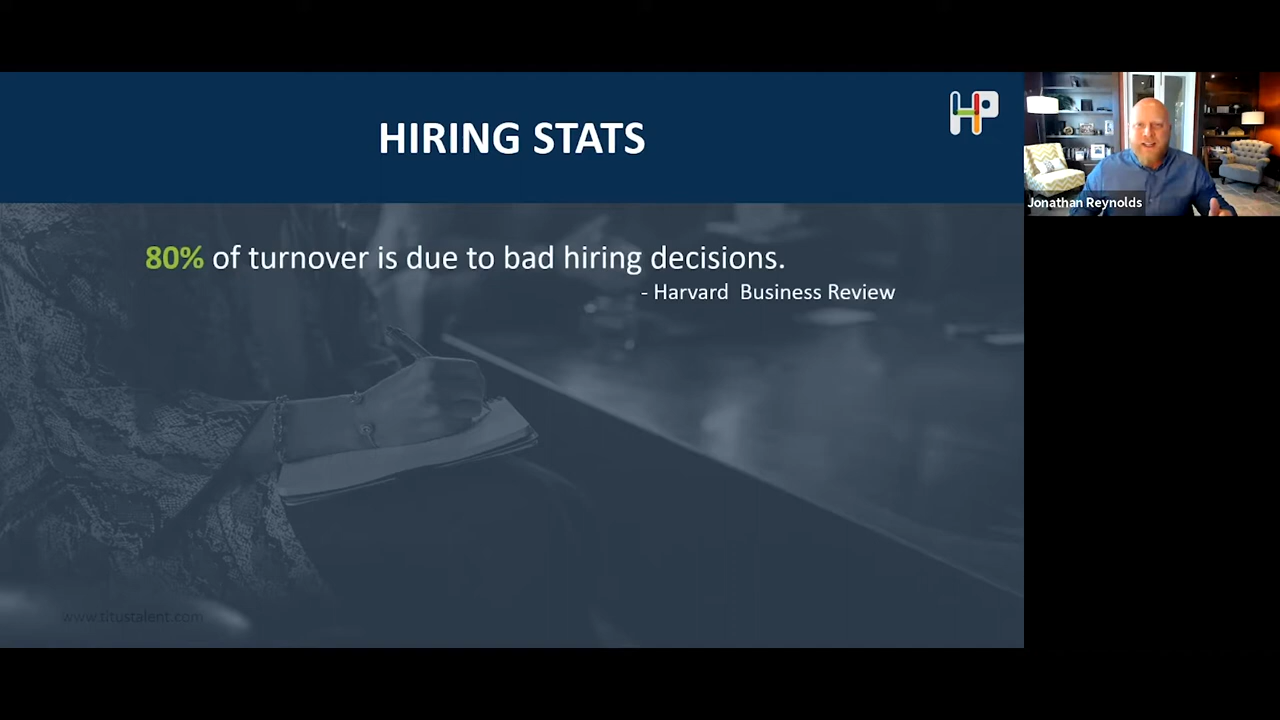 HIRING STATS
HP
80% of turnover is due to bad hiring decisions.
- Harvard Business Review
Jonathan Reynolds
www.titustalent.com